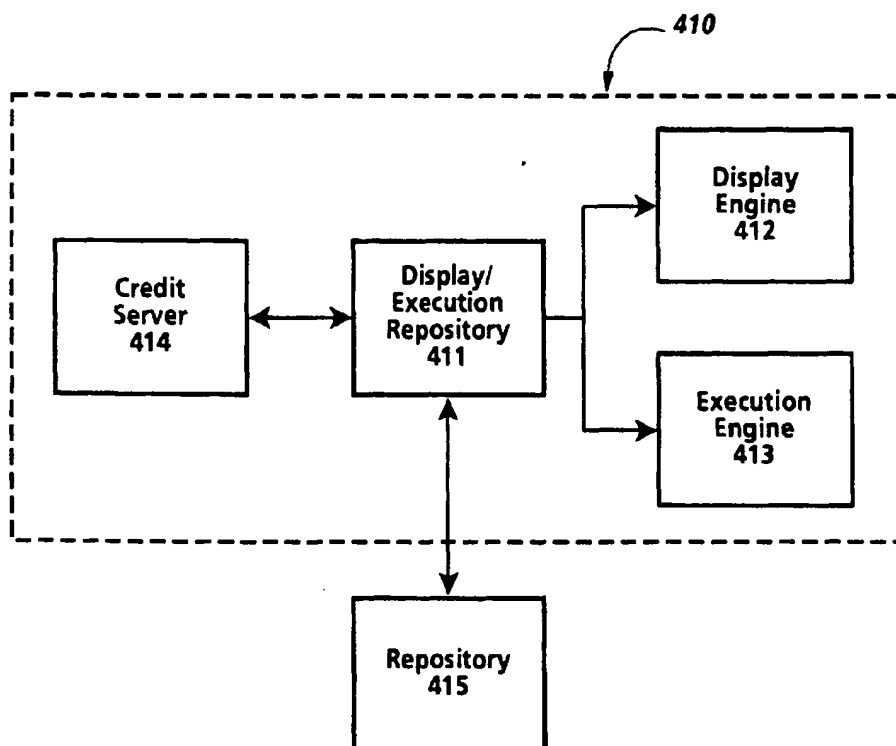 410
Display
Engine
412
Credit
Server
414
Display/
Execution
Repository
411
Execution
Engine
413
Repository
415